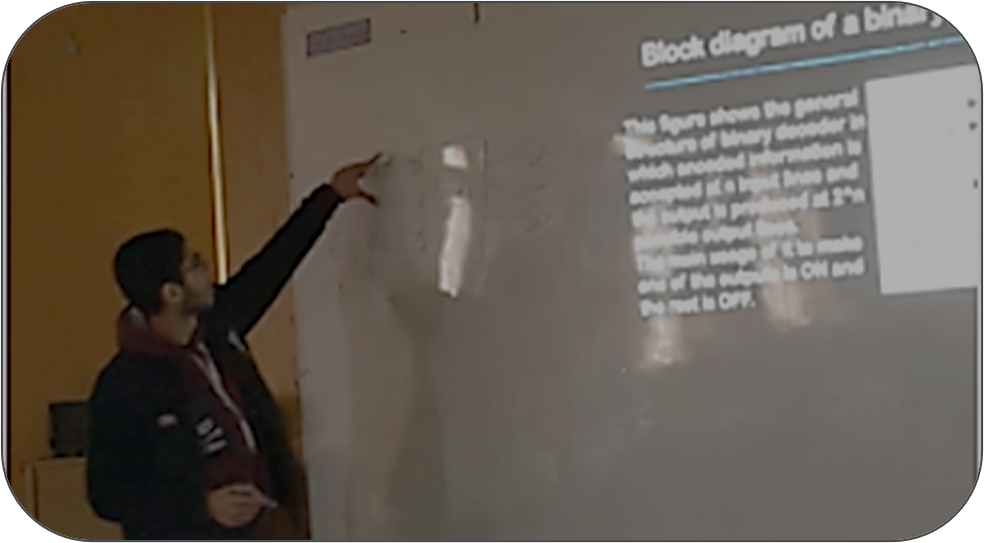 Block diagram of a binary
This figure shows the general
structure of binary decoder in
which encoded information is
accepted at n input lines and
the output is produced at 2^n
possible output lines.
The main usage of it to make
one of the outputs is ON and
the rest is OFF.